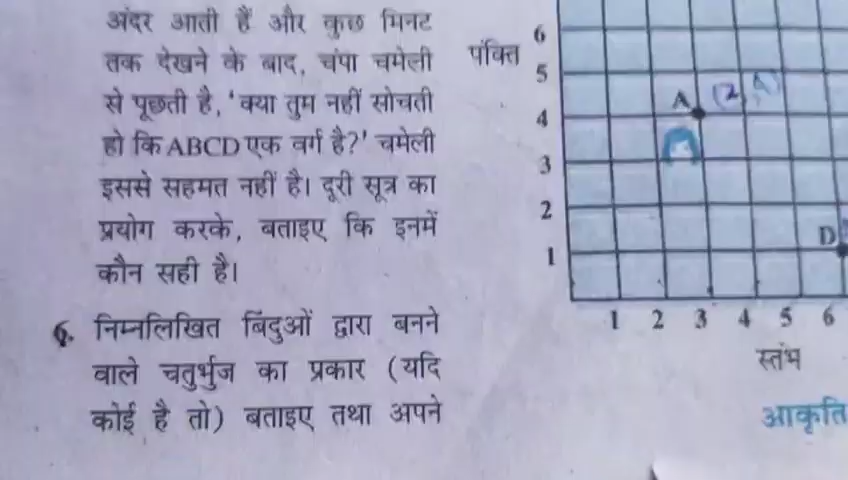 अंदर आती हैं और कुछ मिनट
तक देखने के बाद, चंपा चमेली
से पूछती है, 'क्या तुम नहीं सोचती
हो कि ABCD एक वर्ग है?' चमेली
इससे सहमत नहीं है। दूरी सूत्र का
प्रयोग करके, बताइए कि इनमें
कौन सही है।
6. निम्नलिखित बिंदुओं द्वारा बनने
वाले चतुर्भुज का प्रकार (यदि
कोई है तो) बताइए तथा अपने
6
पंक्ति 5
A (2,
4
3
2
D
1
1 2 3 4 5 6
स्तंभ
आकृति